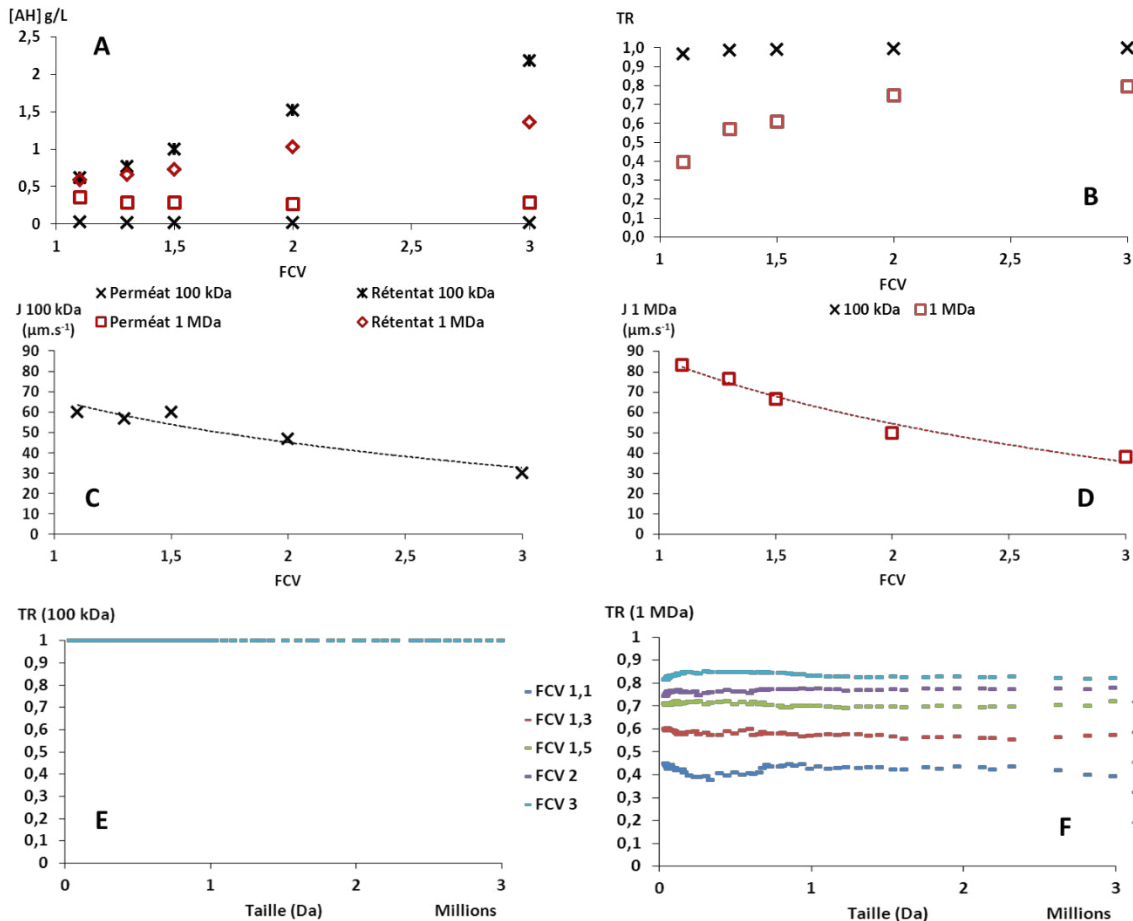 [AH] g/L
A
2,5
2
1,5
1
0,5
0
1 1,5 2 2,5 3
FCV
× Perméat 100 kDa Rétentat 100 kDa
Perméat 1 MDa Rétentat 1 MDa
TR
B
1,0
0,9
0,8
0,7
0,6
0,5
0,4
0,3
0,2
0,1
0,0
1 1,5 2 2,5 3
FCV
100 kDa 1 MDa
J 100 kDa
(µm.s-1)
90
80
70
60
50
40
30
20
10
0
C
1 1,5 2 2,5 3
FCV
J 1 MDa
(µm.s-1)
90
80
70
60
50
40
30
20
10
0
D
1 1,5 2 2,5 3
FCV
TR (100 kDa)
1
0,9
0,8
0,7
0,6
0,5
0,4
0,3
0,2
0,1
0
E
0 1 2 3
Taille (Da) Millions
FCV 1,1
FCV 1,3
FCV 1,5
FCV 2
FCV 3
TR (1 MDa)
1
0,9
0,8
0,7
0,6
0,5
0,4
0,3
0,2
0,1
0
F
0 1 2 3
Taille (Da) Millions